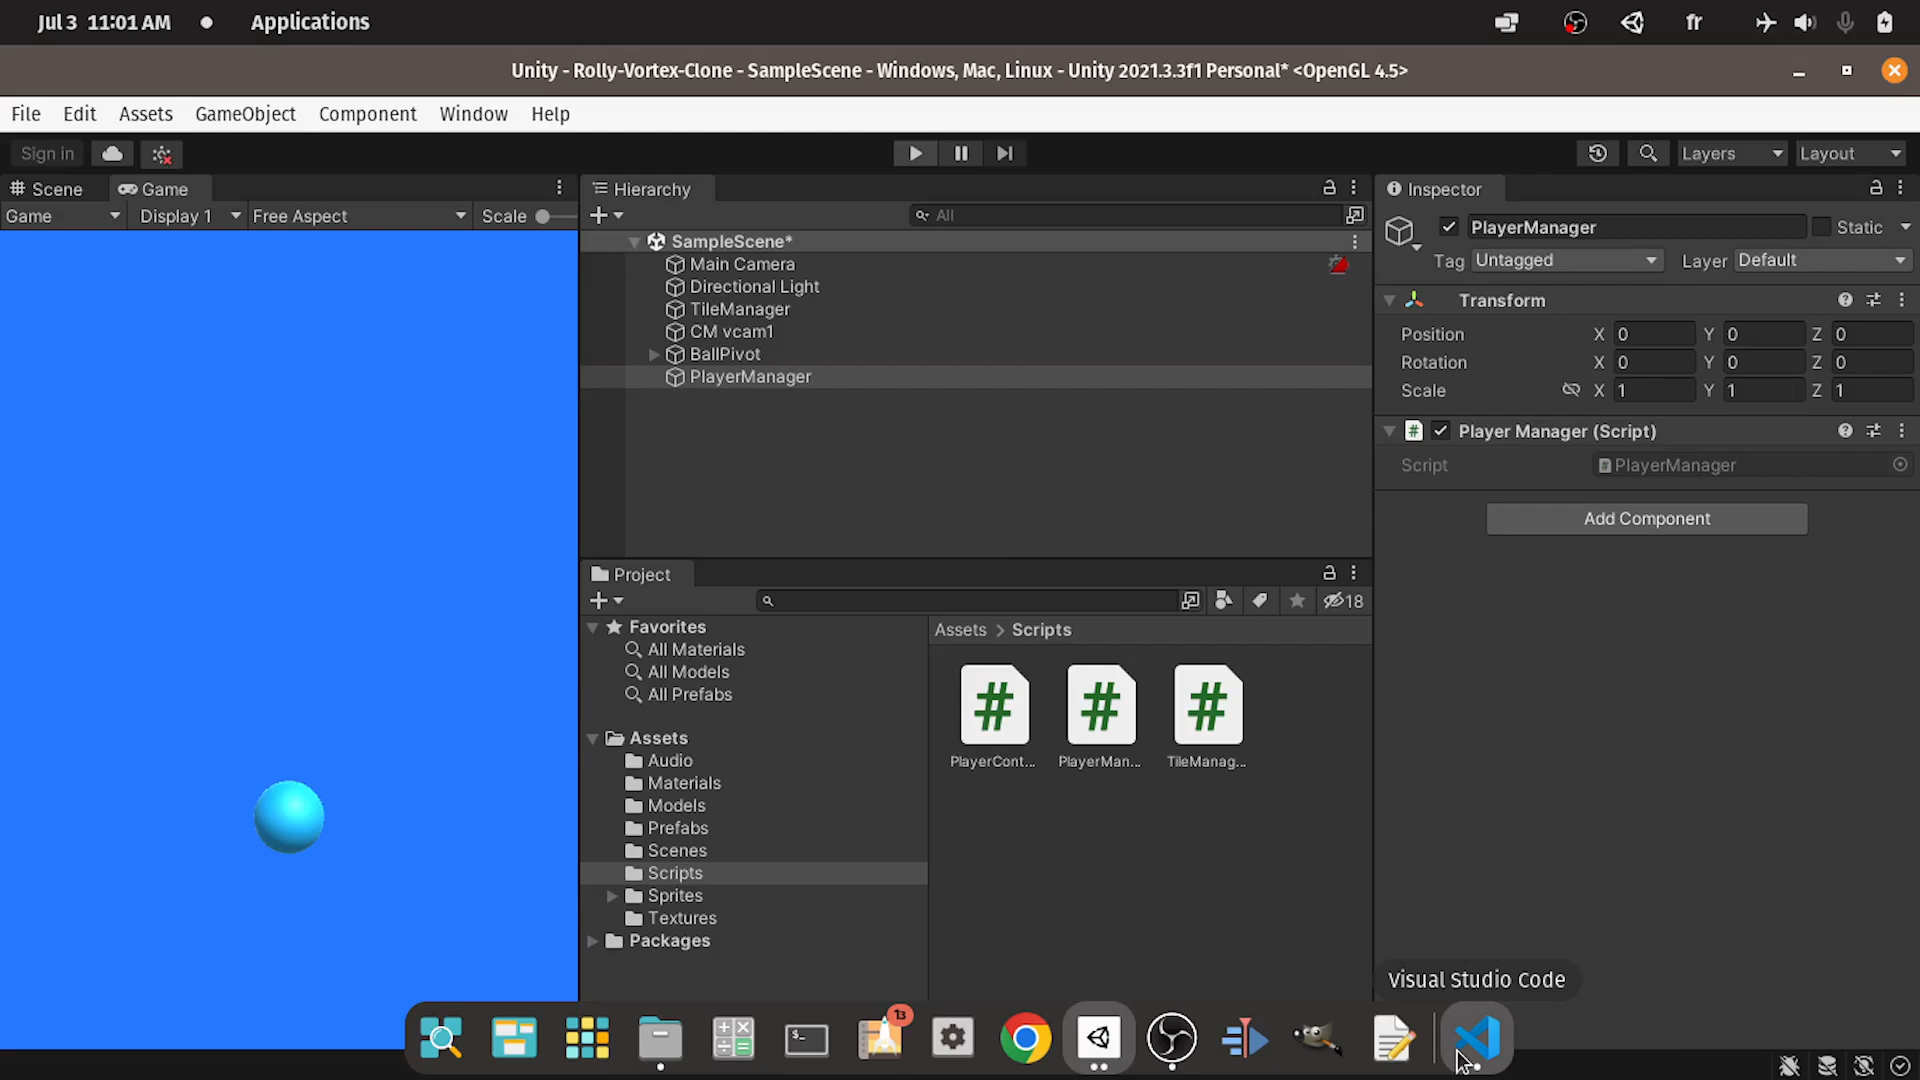 Jul 3 11:01 AM
Applications
fr
Unity - Rolly-Vortex-Clone - SampleScene - Windows, Mac, Linux - Unity 2021.3.3f1 Personal* <OpenGL 4.5>
File Edit Assets GameObject Component Window Help
Sign in
Layers
Layout
Scene
Game
Game
Display 1
Free Aspect
Scale
Hierarchy
All
SampleScene*
Main Camera
Directional Light
TileManager
CM vcam1
BallPivot
PlayerManager
Inspector
PlayerManager
Static
Tag Untagged
Layer Default
Transform
Position X 0 Y 0 Z 0
Rotation X 0 Y 0 Z 0
Scale X 1 Y 1 Z 1
# Player Manager (Script)
Script PlayerManager
Add Component
Project
18
Favorites
All Materials
All Models
All Prefabs
Assets
Audio
Materials
Models
Prefabs
Scenes
Scripts
Sprites
Textures
Packages
Assets > Scripts
# # #
PlayerCont... PlayerMan... TileManag...
Visual Studio Code
13